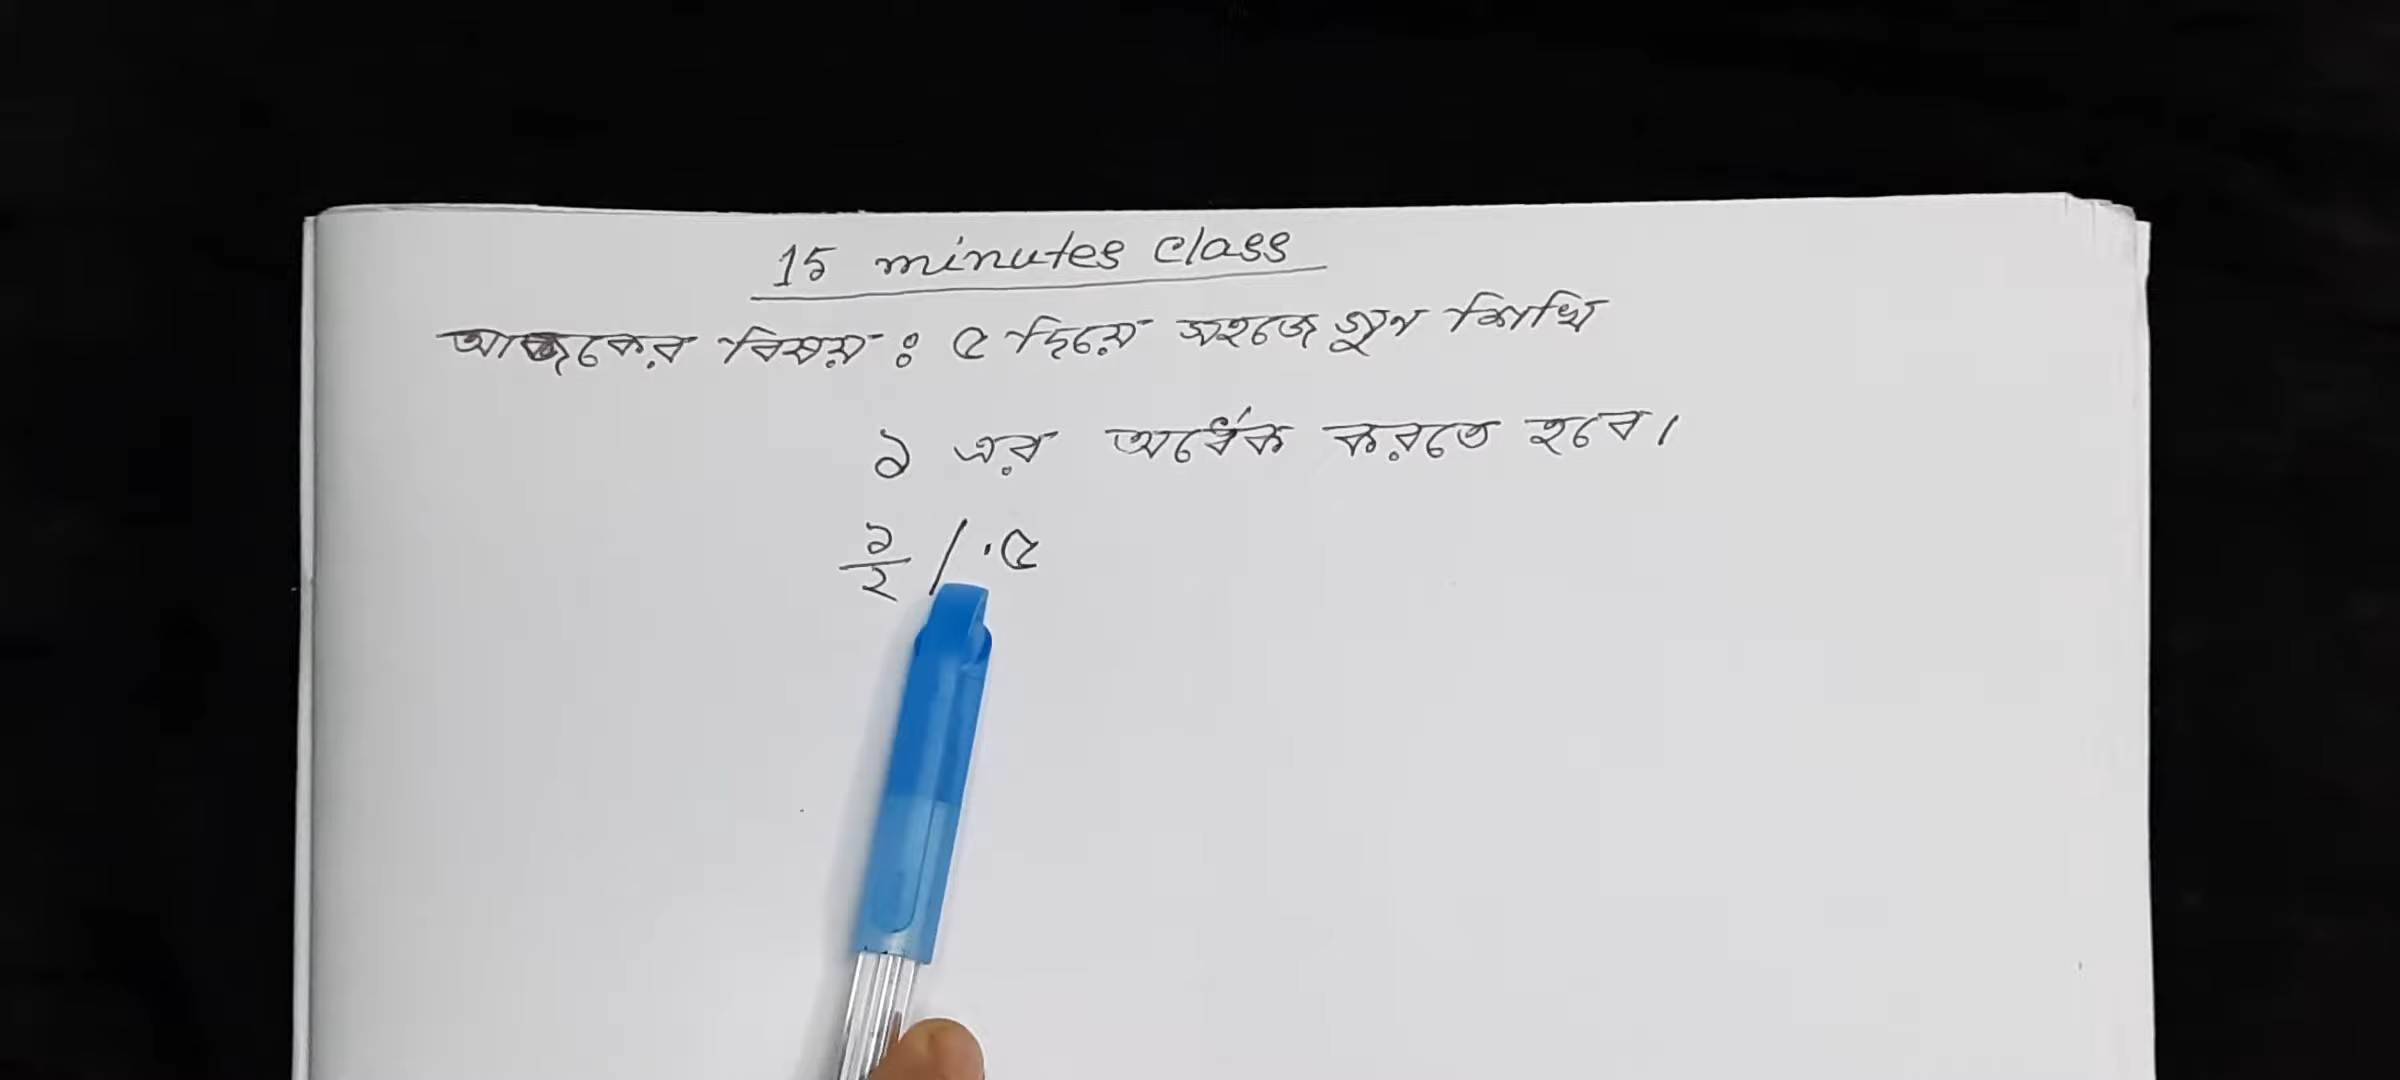 15 minutes class
আজকের বিষয়ঃ ৫ দিয়ে সহজে গুণ শিখি
১ এর অর্ধেক করতে হবে।
১/২ / .৫